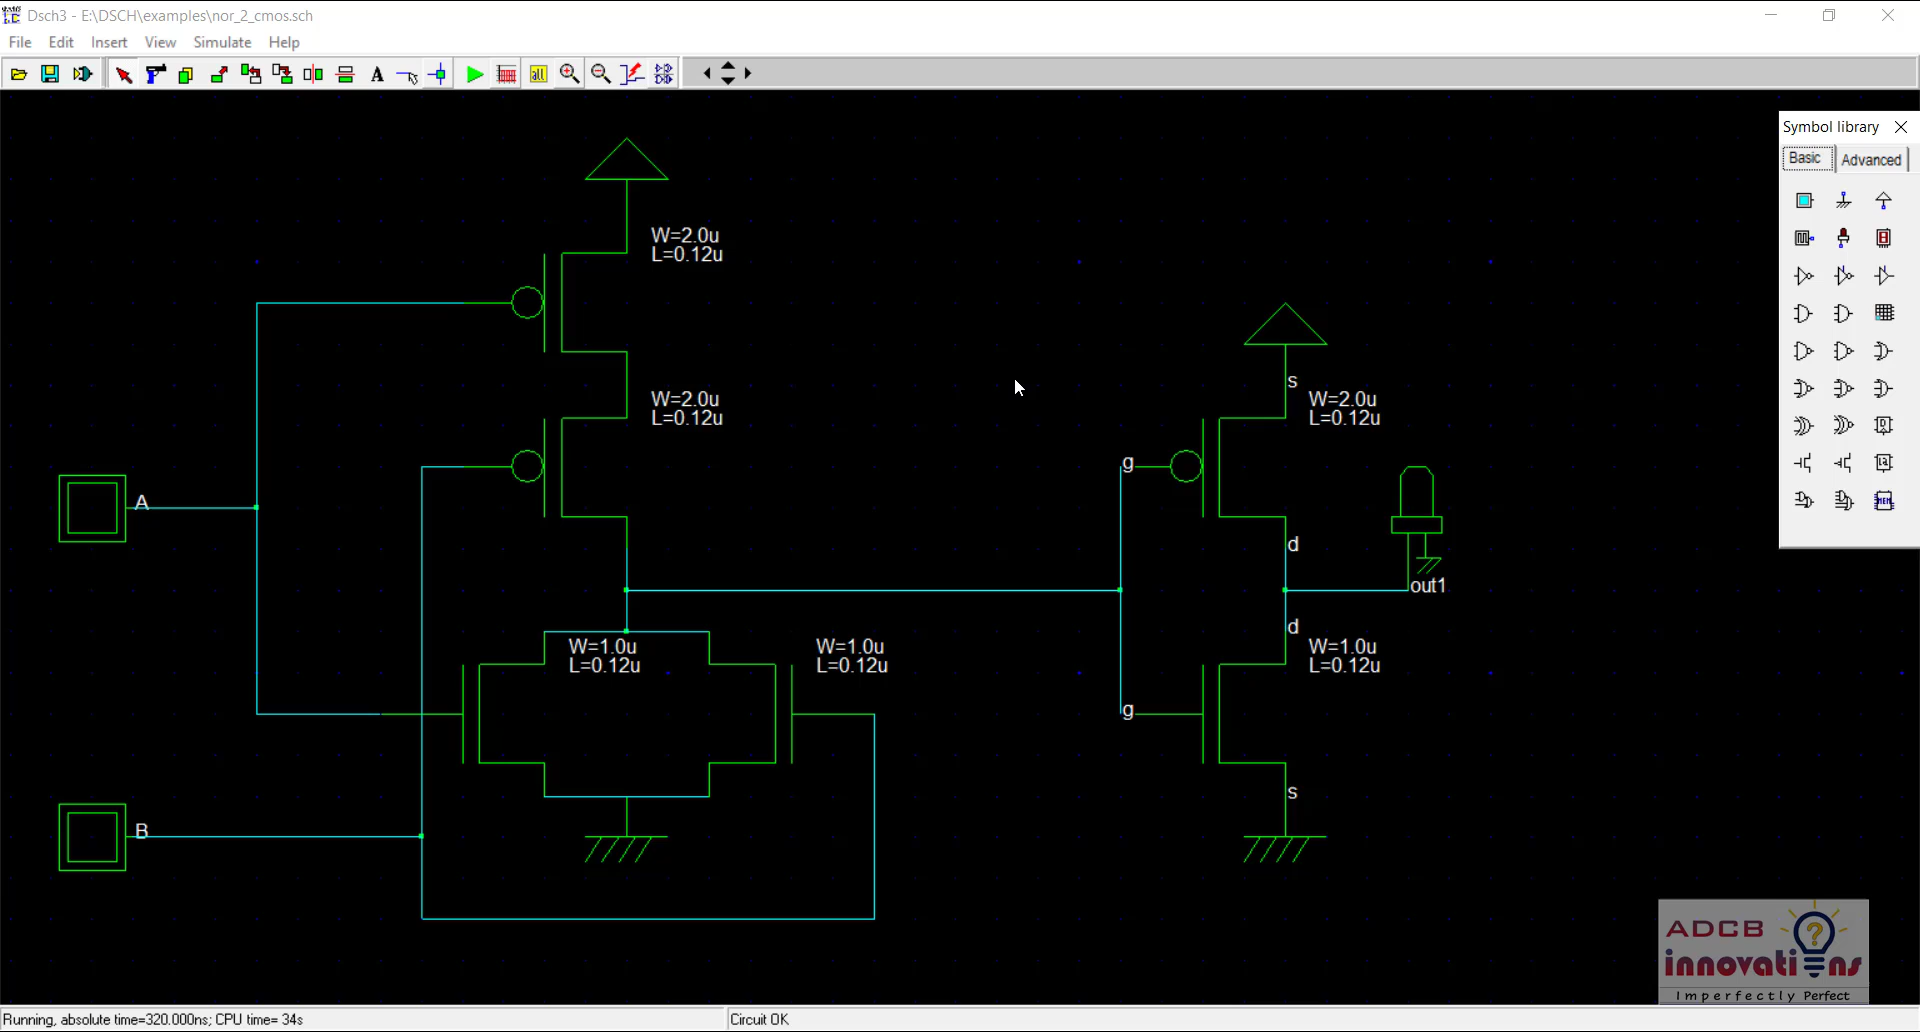 Dsch3 - E:\DSCH\examples\nor_2_cmos.sch
File Edit Insert View Simulate Help
A
all
Symbol library
Basic Advanced
W=2.0u
L=0.12u
W=2.0u
L=0.12u
s
W=2.0u
L=0.12u
g
A
d
out1
d
W=1.0u
L=0.12u
W=1.0u
L=0.12u
W=1.0u
L=0.12u
g
s
B
MEM
ADCB
innovations
Imperfectly Perfect
Running, absolute time=320.000ns; CPU time= 34s
Circuit OK